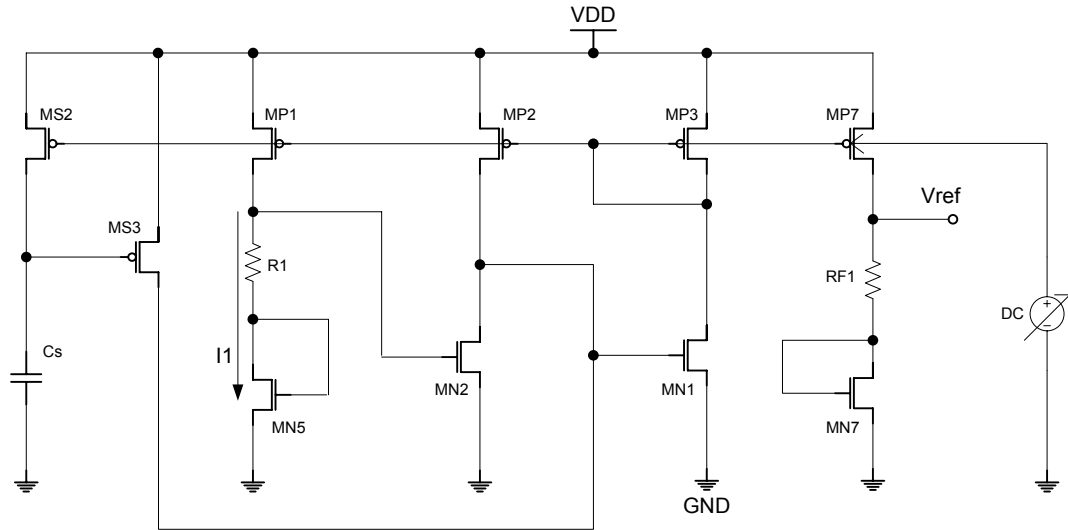 VDD
MS2
MP1
MP2
MP3
MP7
Vref
MS3
R1
RF1
DC
+
−
I1
Cs
MN2
MN1
MN5
MN7
GND